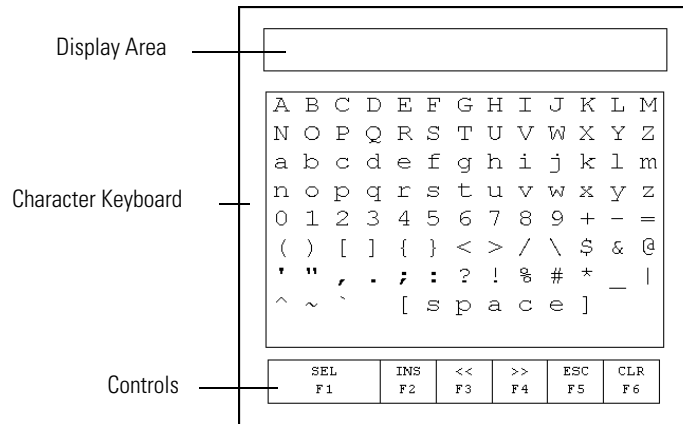 Display Area
A B C D E F G H I J K L M
N O P Q R S T U V W X Y Z
a b c d e f g h i j k l m
Character Keyboard
n o p q r s t u v w x y z
0 1 2 3 4 5 6 7 8 9 + - =
( ) [ ] { } < > / \ $ & @
' " , . ; : ? ! % # * _ |
^ ~ ` [ s p a c e ]
Controls
SEL INS << >> ESC CLR
F1 F2 F3 F4 F5 F6